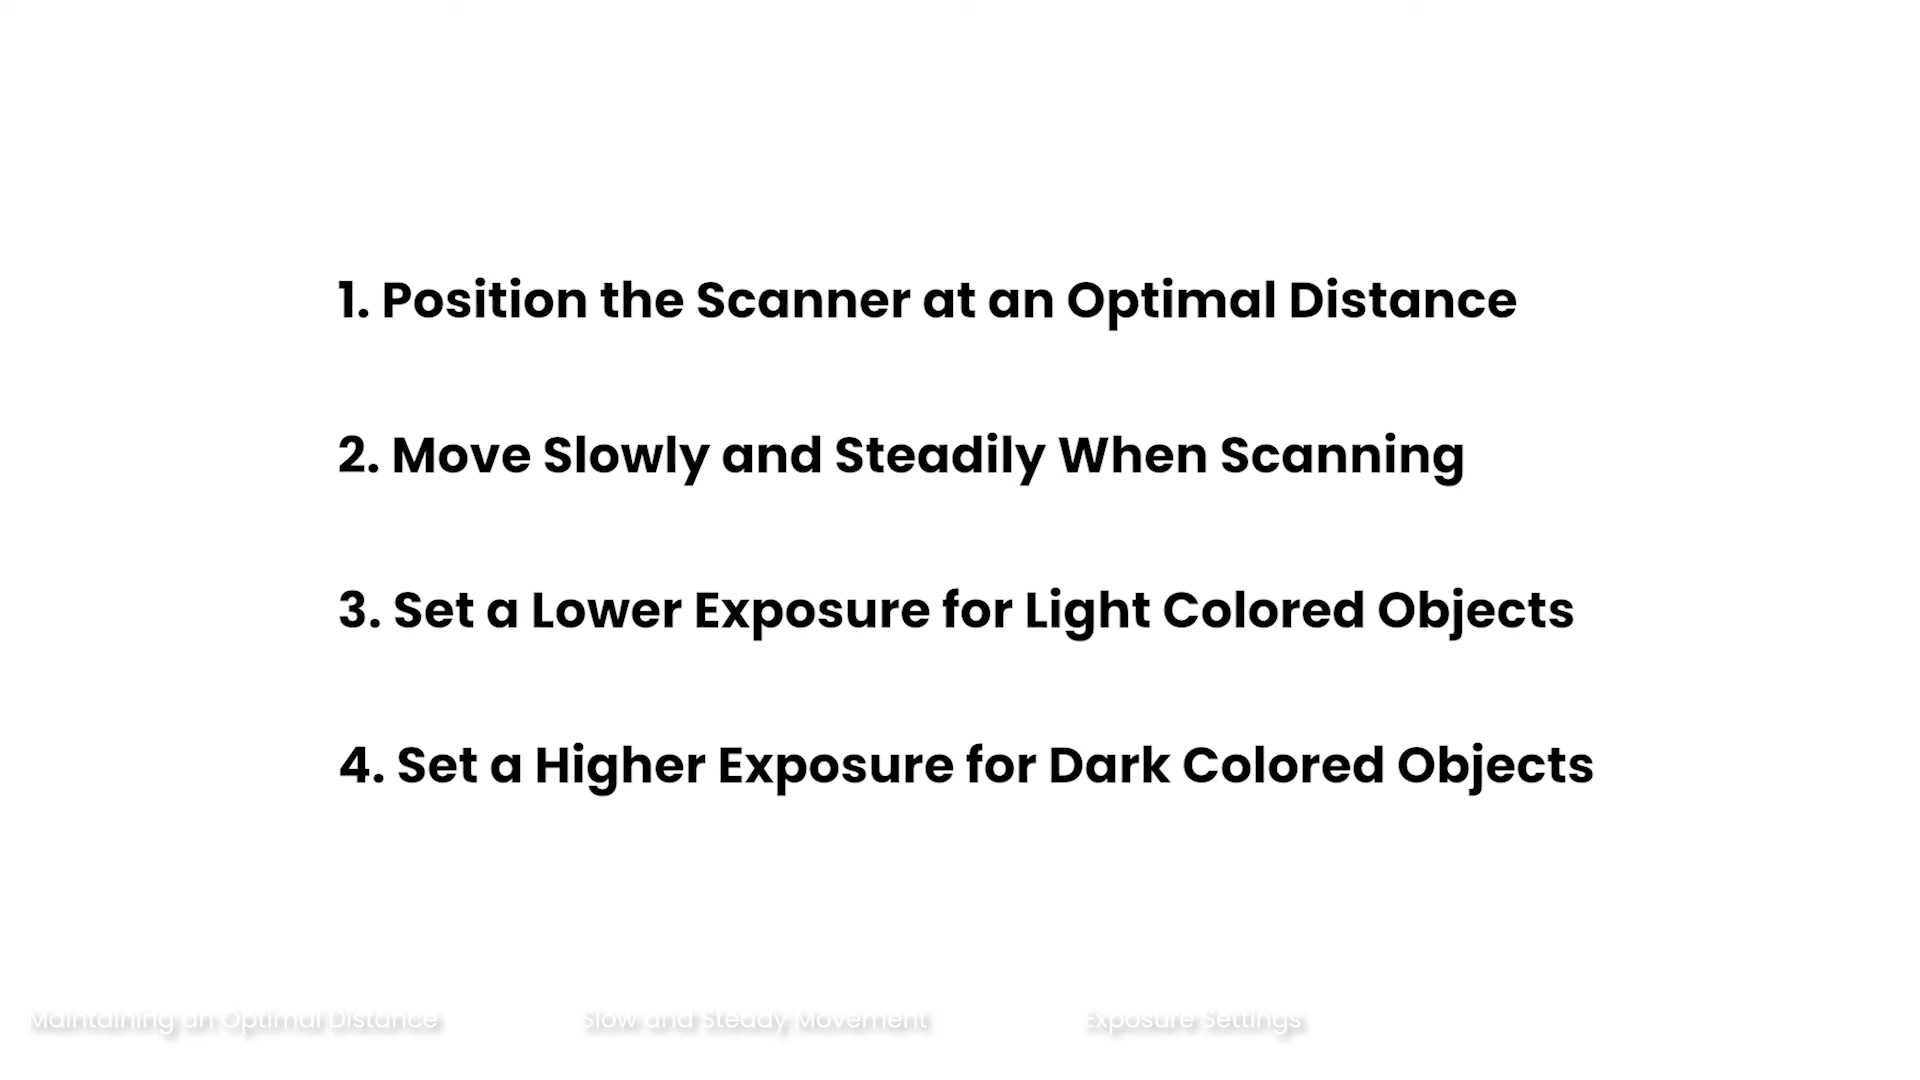 1. Position the Scanner at an Optimal Distance
2. Move Slowly and Steadily When Scanning
3. Set a Lower Exposure for Light Colored Objects
4. Set a Higher Exposure for Dark Colored Objects
Maintaining an Optimal Distance
Slow and Steady Movement
Exposure Settings